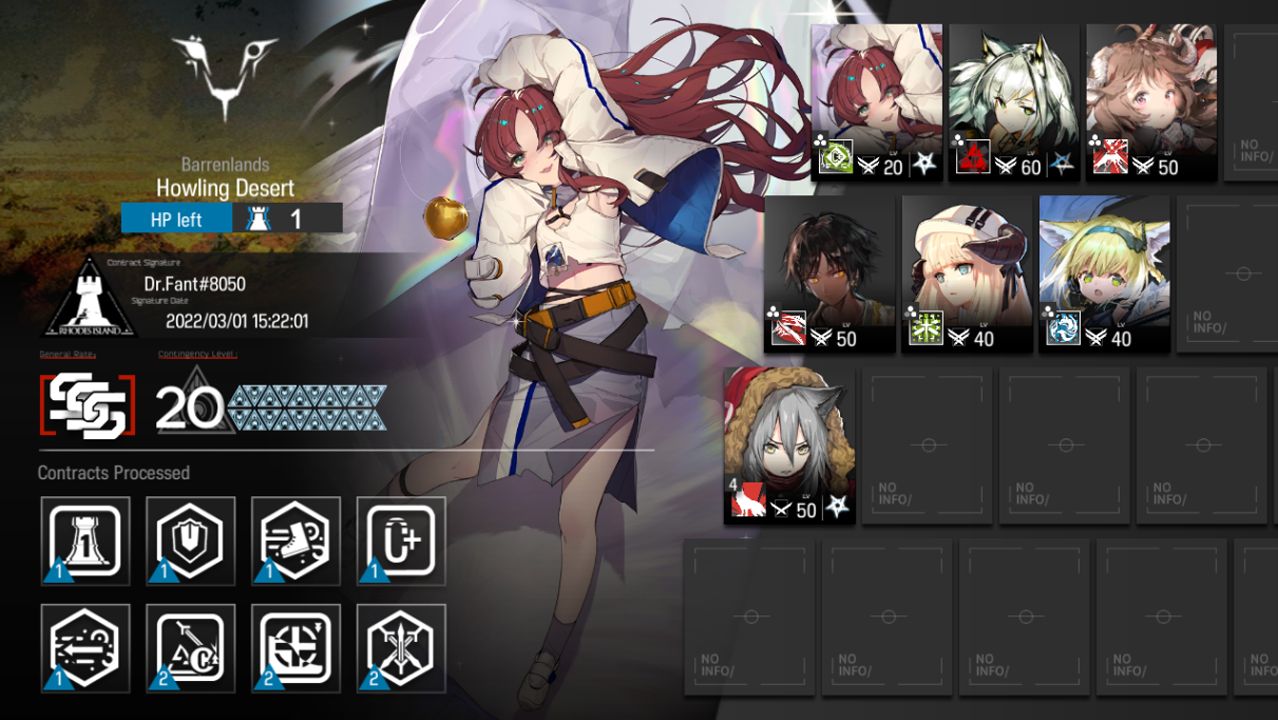 Barrenlands
Howling Desert
HP left 1
Contract Signature
Dr.Fant#8050
Signature Date
2022/03/01 15:22:01
RHODES ISLAND
General Rate:
Contingency Level:
SSS
20
Contracts Processed
1 1 1 1 1
1 2 2 2
LV 20
LV 60
LV 50
NO INFO/
LV 50
LV 40
LV 40
NO INFO/
4 LV 50
NO INFO/
NO INFO/
NO INFO/
NO INFO/
NO INFO/
NO INFO/
NO INFO/
NO INFO